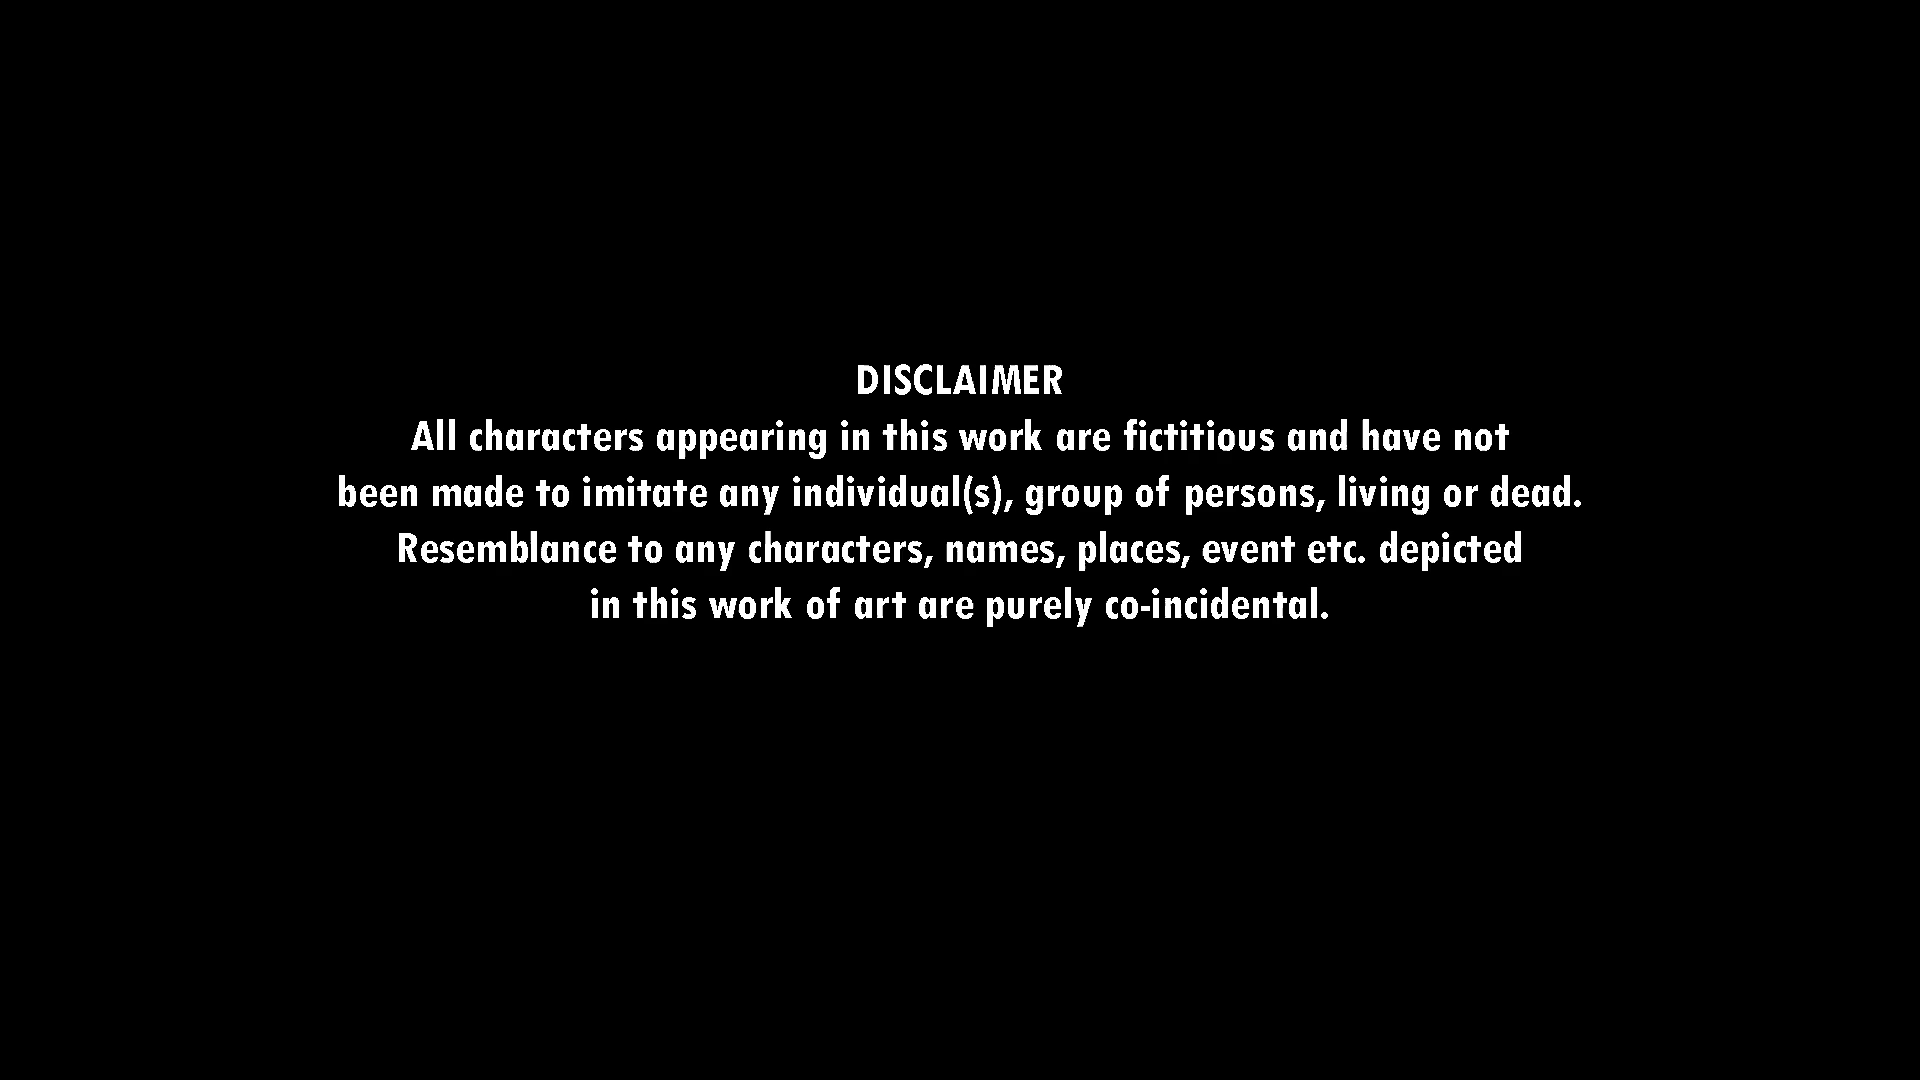 DISCLAIMER
All characters appearing in this work are fictitious and have not
been made to imitate any individual(s), group of persons, living or dead.
Resemblance to any characters, names, places, event etc. depicted
in this work of art are purely co-incidental.